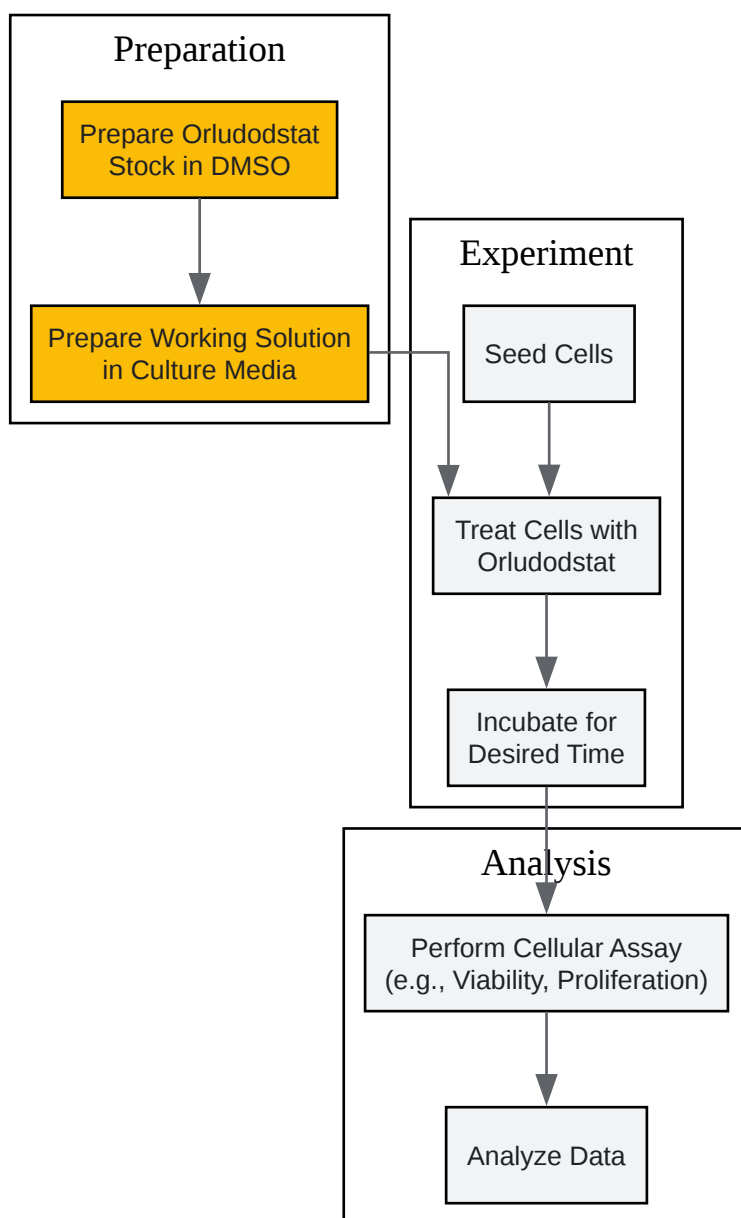 Preparation
Prepare Orludodstat
Stock in DMSO
Prepare Working Solution
in Culture Media
Experiment
Seed Cells
Treat Cells with
Orludodstat
Incubate for
Desired Time
Analysis
Perform Cellular Assay
(e.g., Viability, Proliferation)
Analyze Data